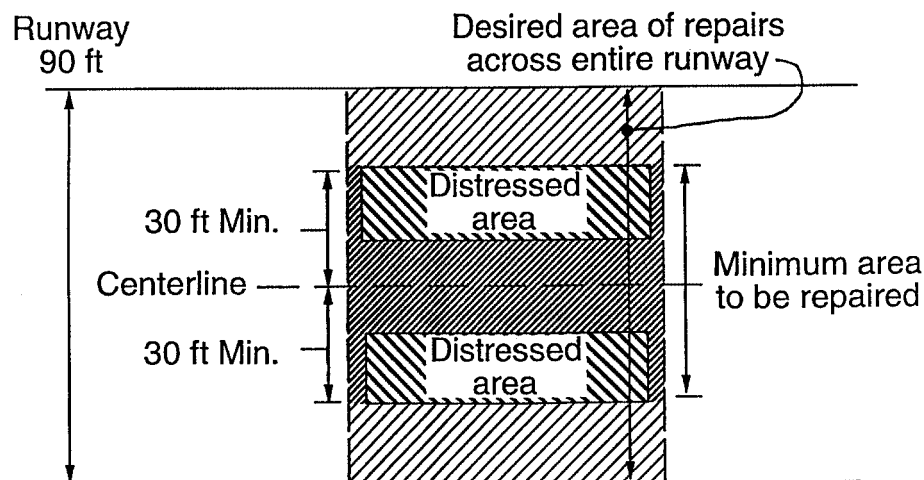 Runway
90 ft
Desired area of repairs
across entire runway
Distressed
area
30 ft Min.
Centerline
Minimum area
to be repaired
30 ft Min.
Distressed
area